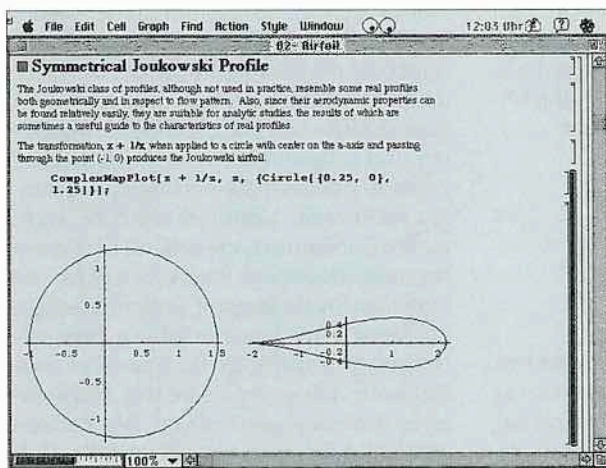 File Edit Cell Graph Find Action Style Window 12:03 Uhr
02- Airfoil
Symmetrical Joukowski Profile
The Joukowski class of profiles, although not used in practice, resemble some real profiles
both geometrically and in respect to flow pattern. Also, since their aerodynamic properties can
be found relatively easily, they are suitable for analytic studies, the results of which are
sometimes a useful guide to the characteristics of real profiles
The transformation, z + 1/z, when applied to a circle with center on the a-axis and passing
through the point (-1, 0) produces the Joukowski airfoil.
ComplexMapPlot[z + 1/z, z, {Circle[{0.25, 0},
1.25]}];
1
0.5
-1 -0.5 0.5 1 1.5
-0.5
-1
0.4
0.2
-2 -1 1 2
-0.2
-0.4
100%